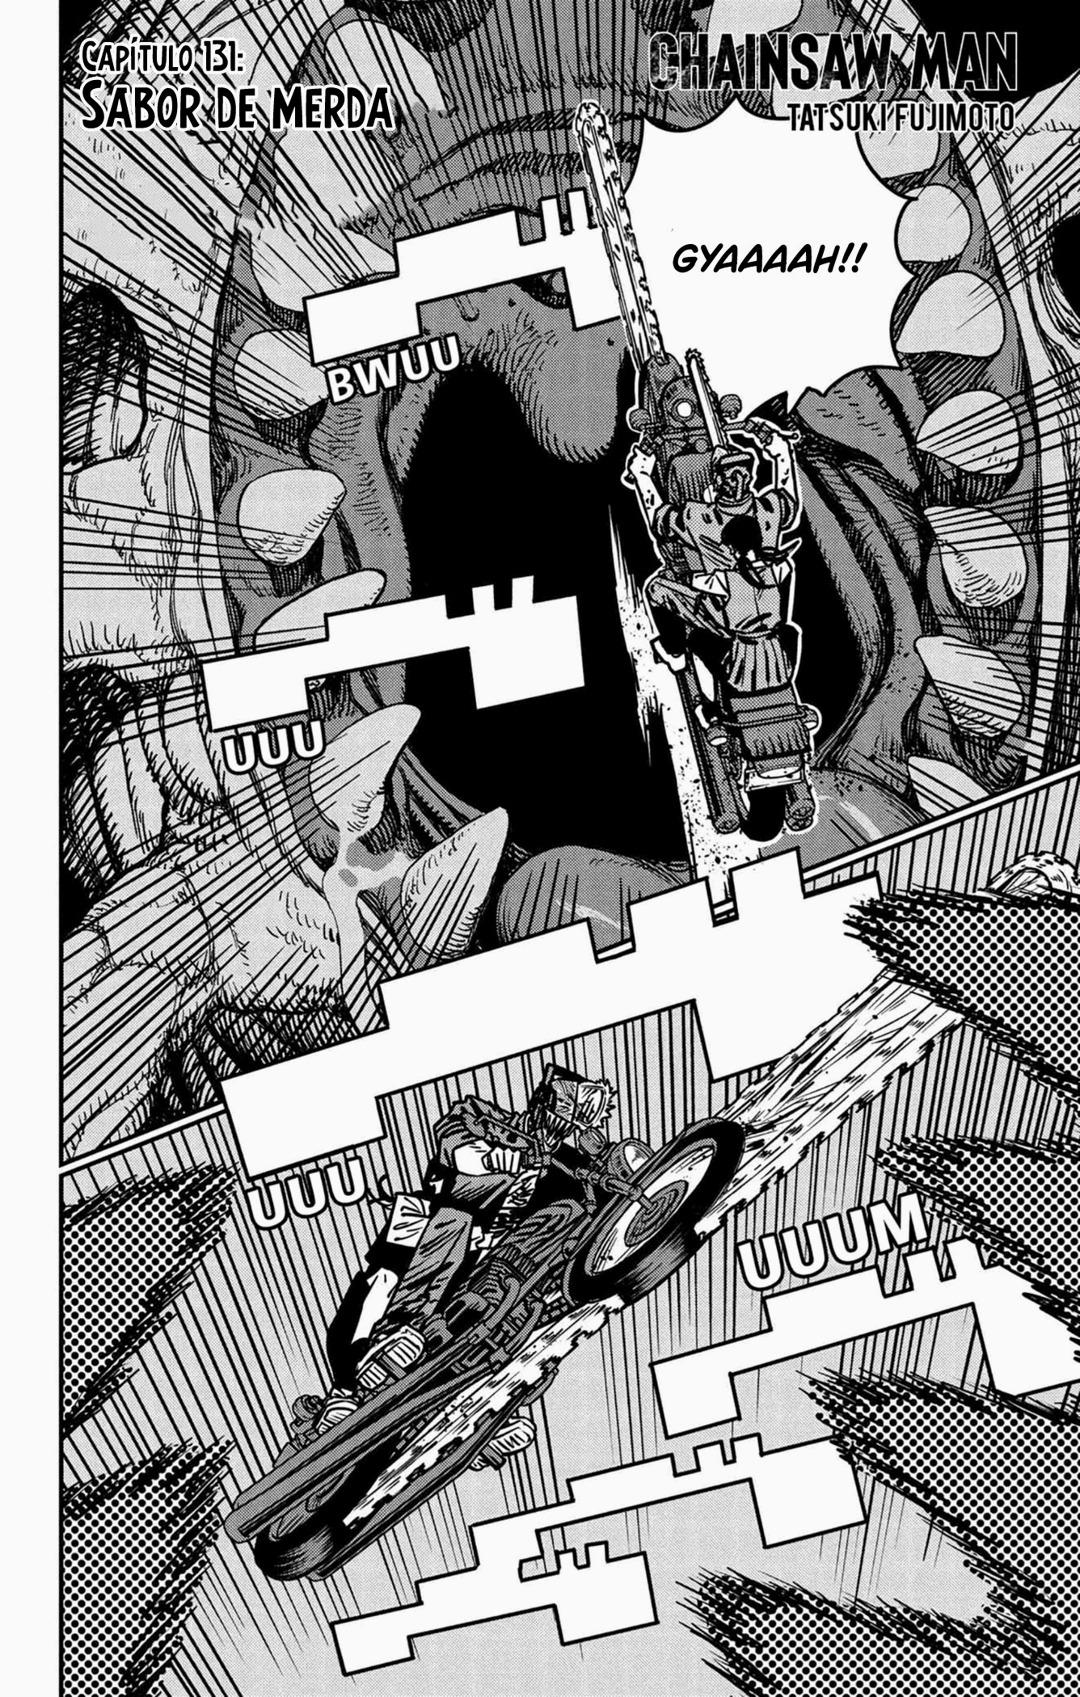 CAPÍTULO 131:
SABOR DE MERDA
CHAINSAW MAN
TATSUKI FUJIMOTO
GYAAAAH!!
BWUU
UUU
UUU
UUUM